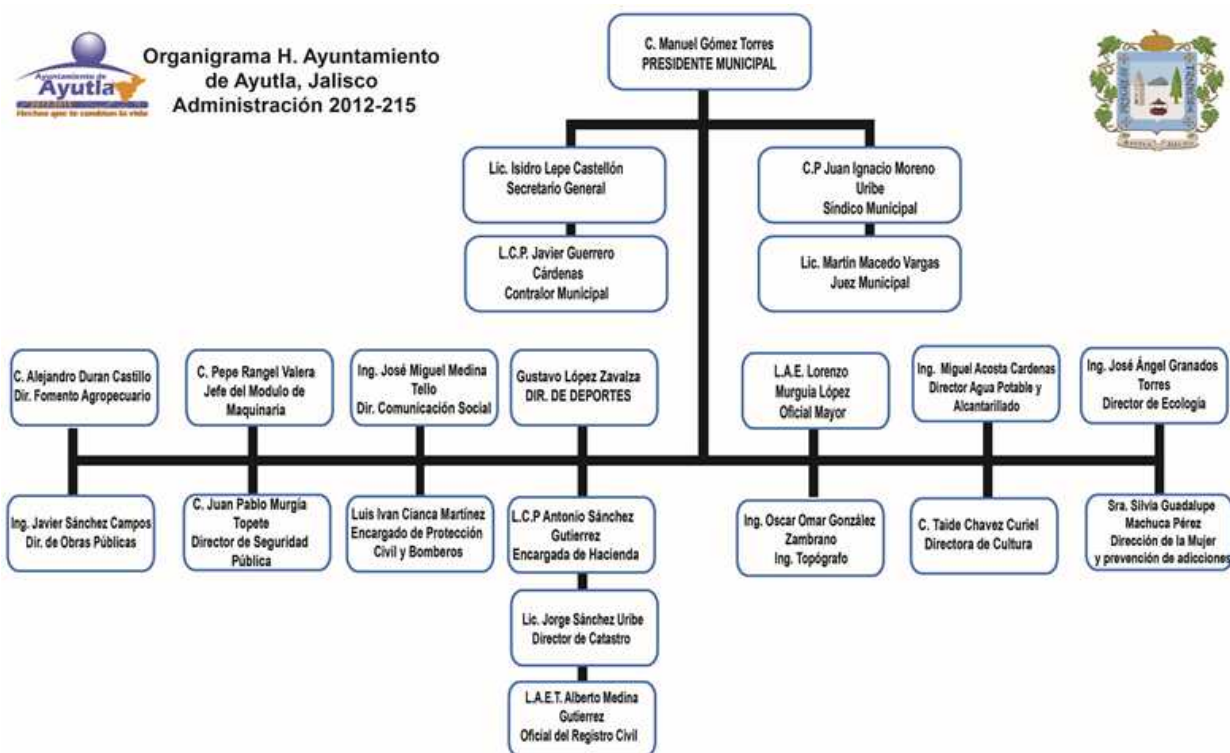 Organigrama H. Ayuntamiento
de Ayutla, Jalisco
Administración 2012-215
Ayuntamiento de
Ayutla
Hechos que te cambian la vida
C. Manuel Gómez Torres
PRESIDENTE MUNICIPAL
Lic. Isidro Lepe Castellón
Secretario General
C.P Juan Ignacio Moreno
Uribe
Síndico Municipal
L.C.P. Javier Guerrero
Cárdenas
Contralor Municipal
Lic. Martin Macedo Vargas
Juez Municipal
C. Alejandro Duran Castillo
Dir. Fomento Agropecuario
C. Pepe Rangel Valera
Jefe del Modulo de
Maquinaria
Ing. José Miguel Medina
Tello
Dir. Comunicación Social
Gustavo López Zavalza
DIR. DE DEPORTES
L.A.E. Lorenzo
Murguia López
Oficial Mayor
Ing. Miguel Acosta Cardenas
Director Agua Potable y
Alcantarillado
Ing. José Ángel Granados
Torres
Director de Ecología
Ing. Javier Sánchez Campos
Dir. de Obras Públicas
C. Juan Pablo Murgía
Topete
Director de Seguridad
Pública
Luis Ivan Cianca Martínez
Encargado de Protección
Civil y Bomberos
L.C.P Antonio Sánchez
Gutierrez
Encargada de Hacienda
Ing. Oscar Omar González
Zambrano
Ing. Topógrafo
C. Taide Chavez Curiel
Directora de Cultura
Sra. Silvia Guadalupe
Machuca Pérez
Dirección de la Mujer
y prevención de adicciones
Lic. Jorge Sánchez Uribe
Director de Catastro
L.A.E.T. Alberto Medina
Gutierrez
Oficial del Registro Civil